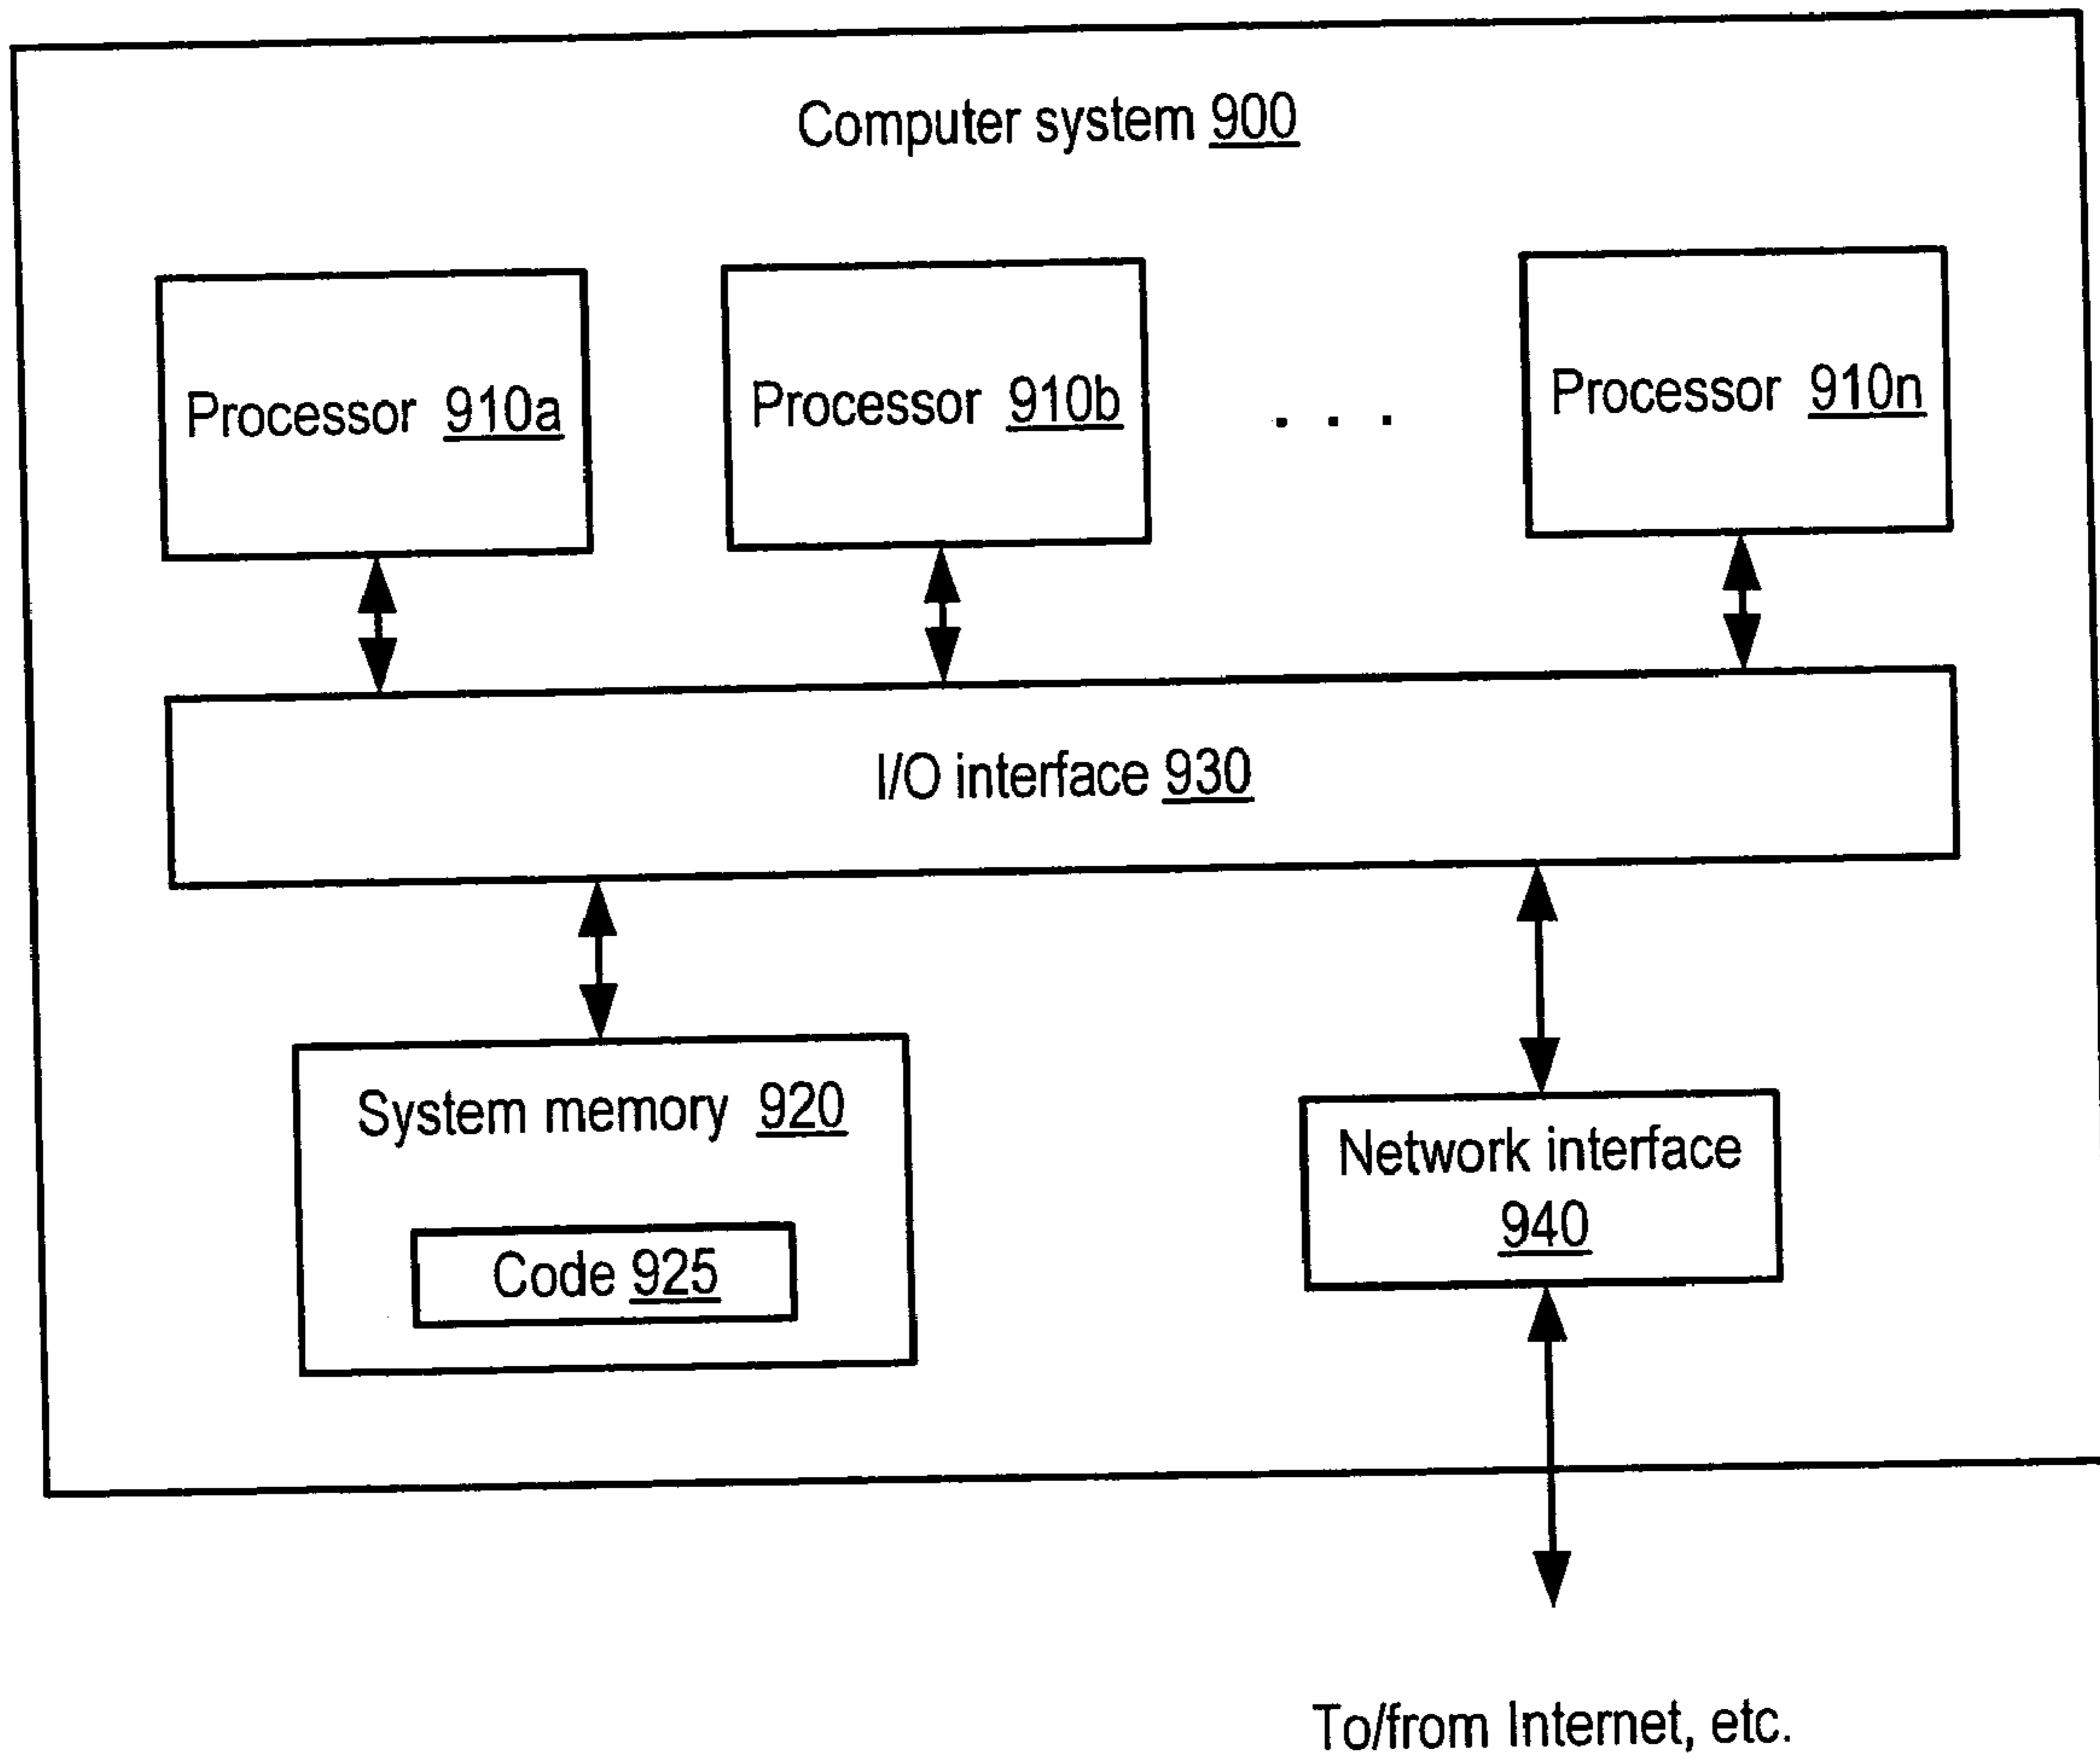 Computer system 900
Processor 910a
Processor 910b
. . .
Processor 910n
I/O interface 930
System memory 920
Code 925
Network interface
940
To/from Internet, etc.